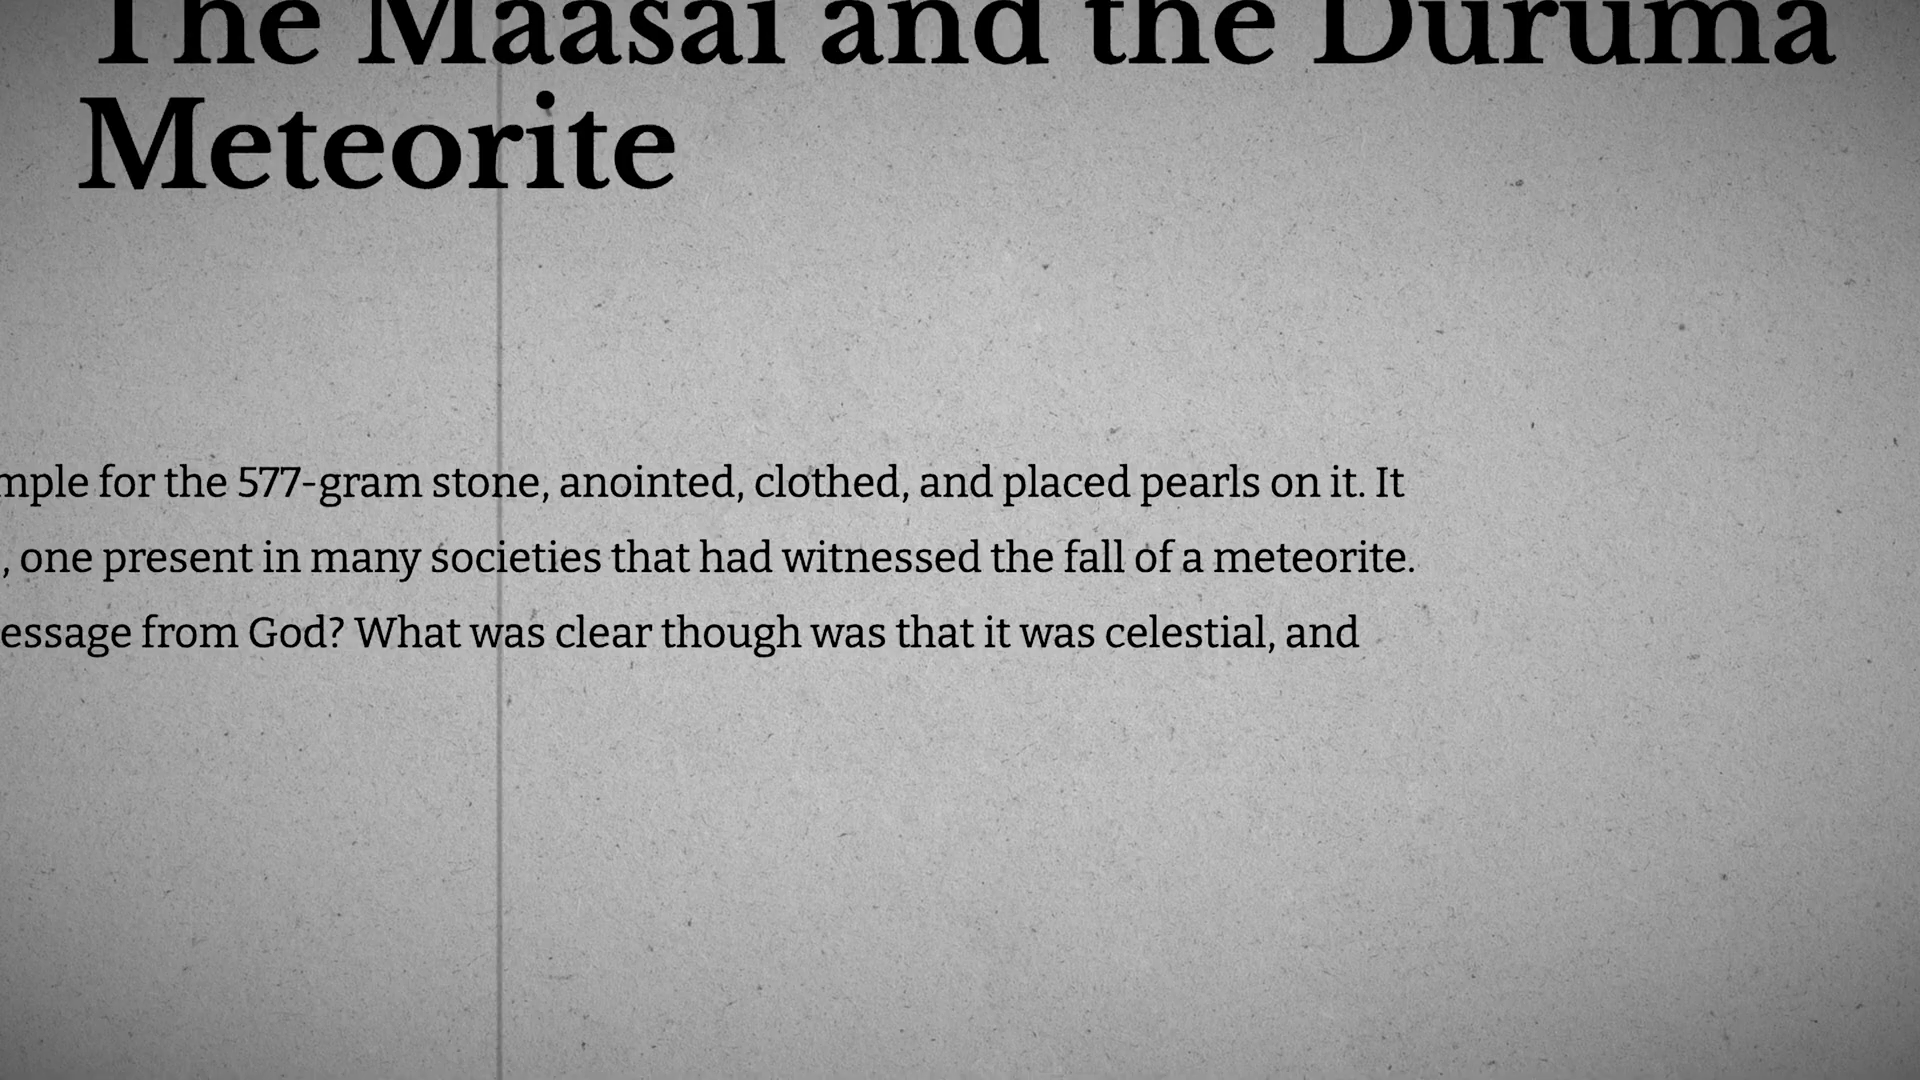 The Maasai and the Duruma
Meteorite
for the 577-gram stone, anointed, clothed, and placed pearls on it. It
, one present in many societies that had witnessed the fall of a meteorite.
from God? What was clear though was that it was celestial, and